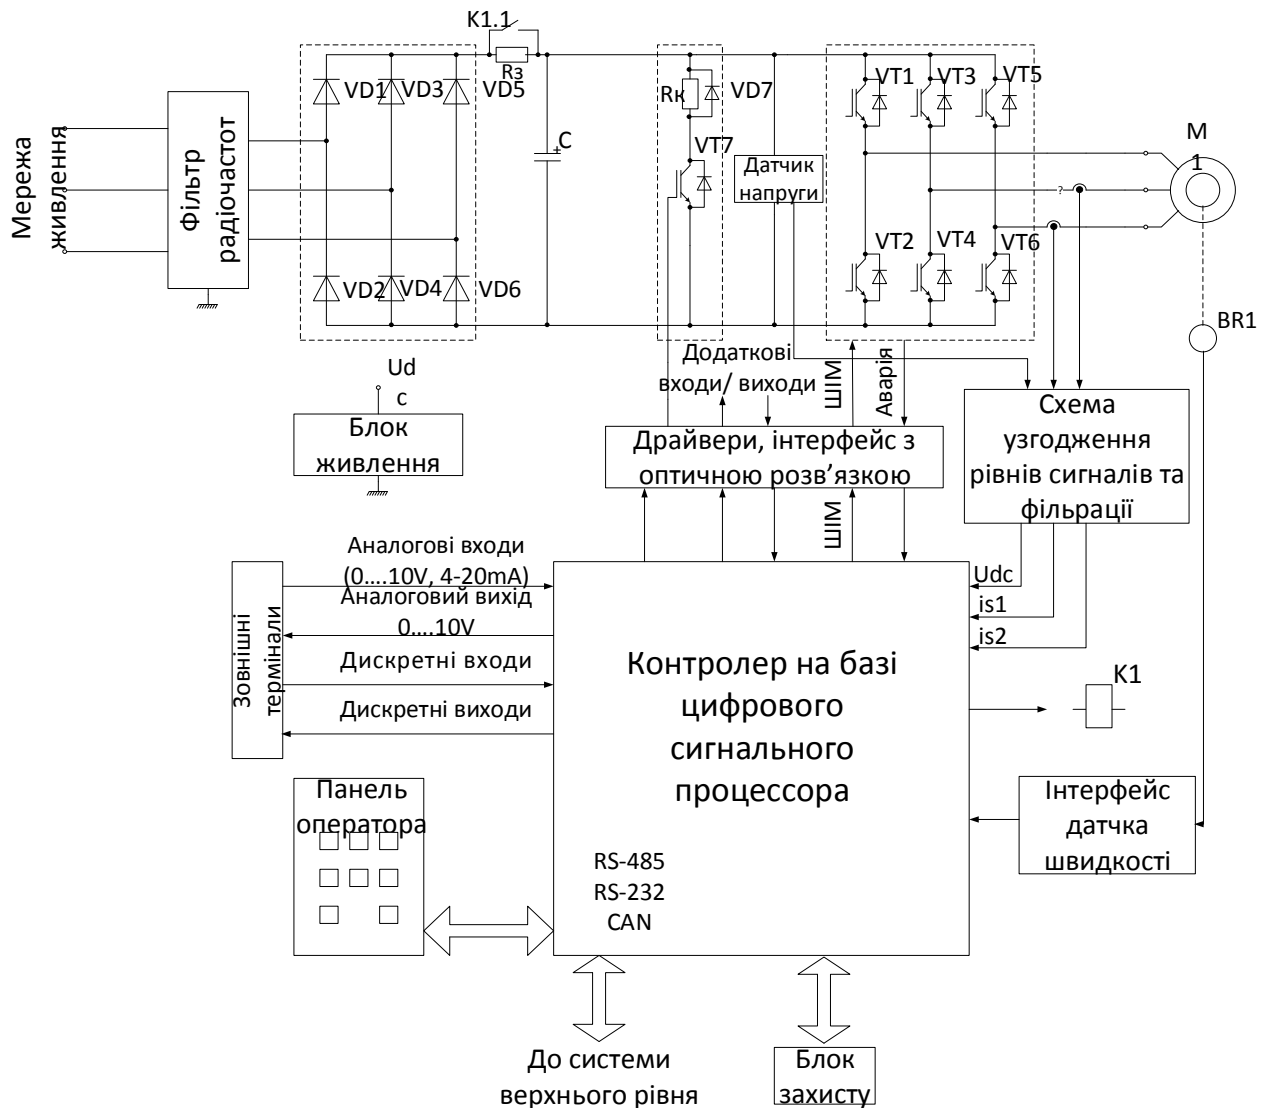 K1.1
Rз
VD1
VD3
VD5
Rк
VD7
VT1
VT3
VT5
Мережа
живлення
Фільтр
радіочастот
C
+
VT7
Датчик
напруги
М
1
?
VT2
VT4
VT6
VD2
VD4
VD6
BR1
Ud
c
Блок
живлення
Додаткові
входи/ виходи
ШІМ
Аварія
Драйвери, інтерфейс з
оптичною розв’язкою
Схема
узгодження
рівнів сигналів та
фільрації
ШІМ
Зовнішні
термінали
Аналогові входи
(0....10V, 4-20mA)
Аналоговий вихід
0....10V
Дискретні входи
Дискретні виходи
Udc
is1
is2
Контролер на базі
цифрового
сигнального
процессора
K1
Панель
оператора
Інтерфейс
датчка
швидкості
RS-485
RS-232
CAN
До системи
верхнього рівня
Блок
захисту